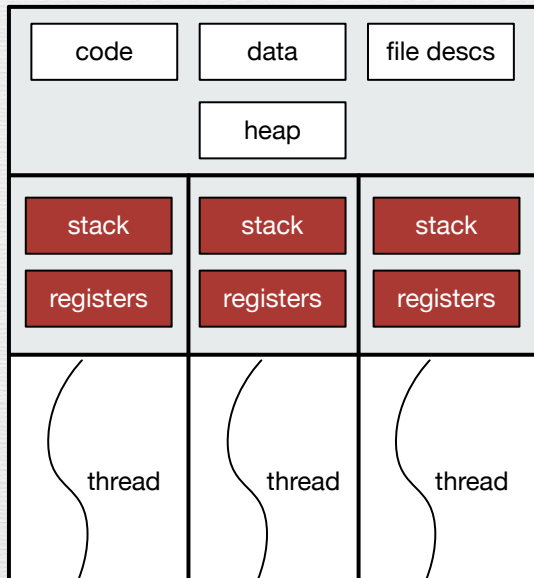 code data file descs
heap
stack stack stack
registers registers registers
thread thread thread